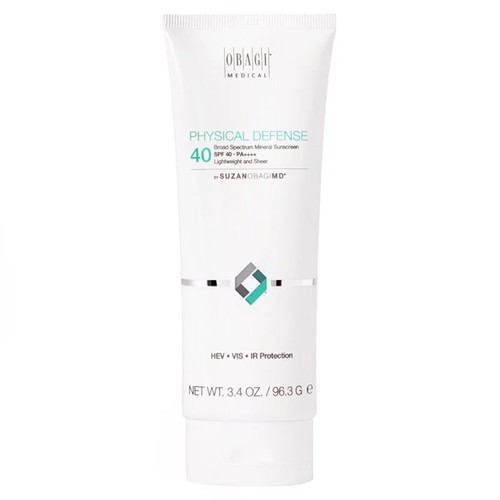 OBAGI
MEDICAL
PHYSICAL DEFENSE
40
Broad Spectrum Mineral Sunscreen
SPF 40 • PA++++
Lightweight and Sheer
BY SUZANOBAGIMD®
HEV • VIS • IR Protection
NET WT. 3.4 OZ. / 96.3 G ℮